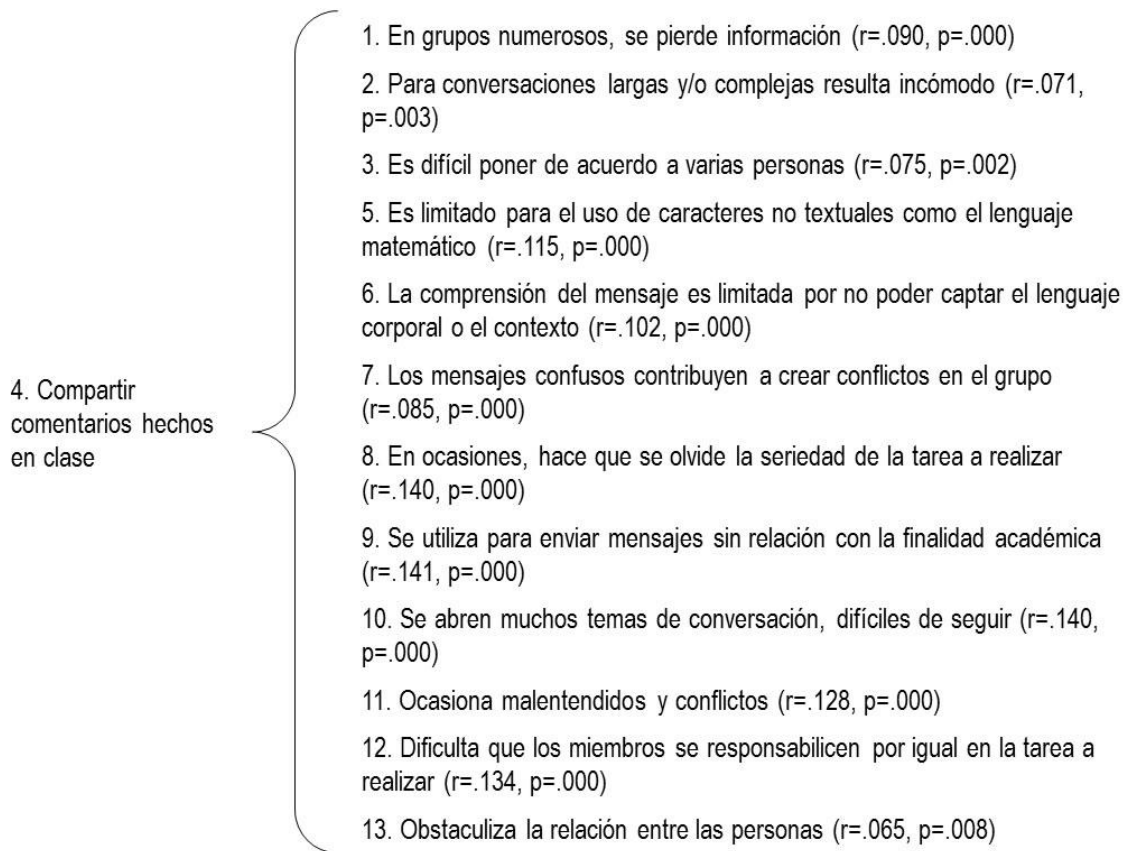 4. Compartir
comentarios hechos
en clase
1. En grupos numerosos, se pierde información (r=.090, p=.000)
2. Para conversaciones largas y/o complejas resulta incómodo (r=.071,
p=.003)
3. Es difícil poner de acuerdo a varias personas (r=.075, p=.002)
5. Es limitado para el uso de caracteres no textuales como el lenguaje
matemático (r=.115, p=.000)
6. La comprensión del mensaje es limitada por no poder captar el lenguaje
corporal o el contexto (r=.102, p=.000)
7. Los mensajes confusos contribuyen a crear conflictos en el grupo
(r=.085, p=.000)
8. En ocasiones, hace que se olvide la seriedad de la tarea a realizar
(r=.140, p=.000)
9. Se utiliza para enviar mensajes sin relación con la finalidad académica
(r=.141, p=.000)
10. Se abren muchos temas de conversación, difíciles de seguir (r=.140,
p=.000)
11. Ocasiona malentendidos y conflictos (r=.128, p=.000)
12. Dificulta que los miembros se responsabilicen por igual en la tarea a
realizar (r=.134, p=.000)
13. Obstaculiza la relación entre las personas (r=.065, p=.008)